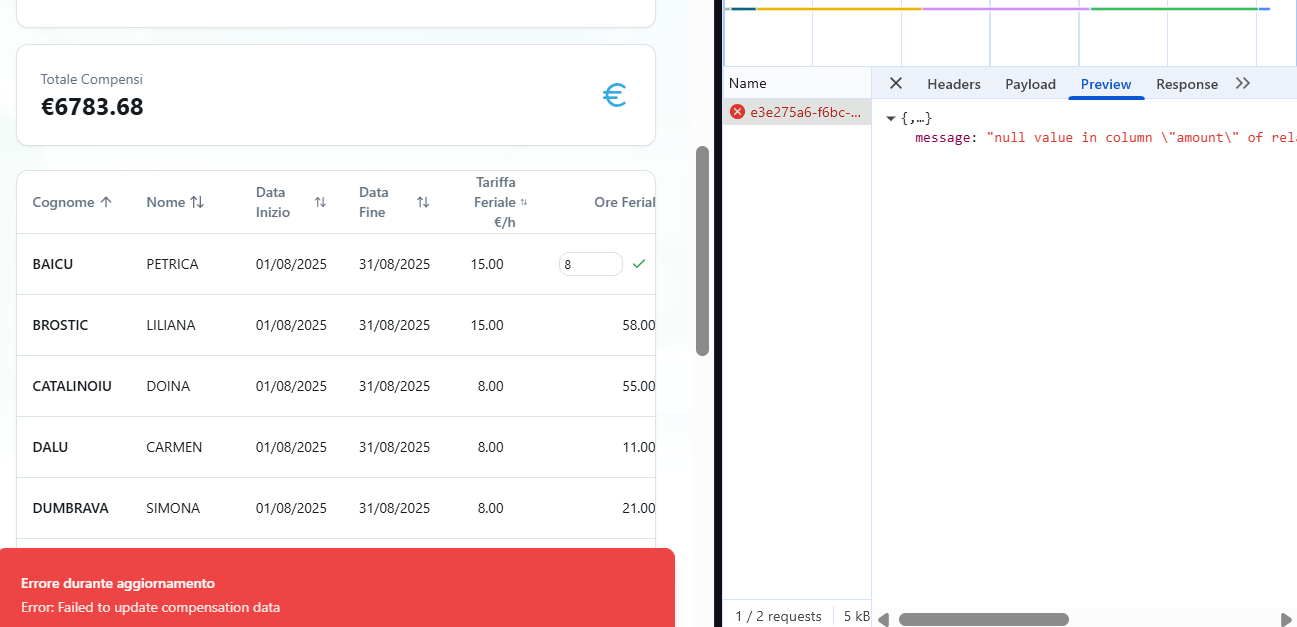 Totale Compensi
€6783.68
Cognome Nome Data Inizio Data Fine Tariffa Feriale €/h Ore Ferial
BAICU PETRICA 01/08/2025 31/08/2025 15.00 8
BROSTIC LILIANA 01/08/2025 31/08/2025 15.00 58.00
CATALINOIU DOINA 01/08/2025 31/08/2025 8.00 55.00
DALU CARMEN 01/08/2025 31/08/2025 8.00 11.00
DUMBRAVA SIMONA 01/08/2025 31/08/2025 8.00 21.00
Errore durante aggiornamento
Error: Failed to update compensation data
Name
e3e275a6-f6bc-...
Headers Payload Preview Response
{,…}
message: "null value in column \"amount\" of rel
1 / 2 requests 5 kB